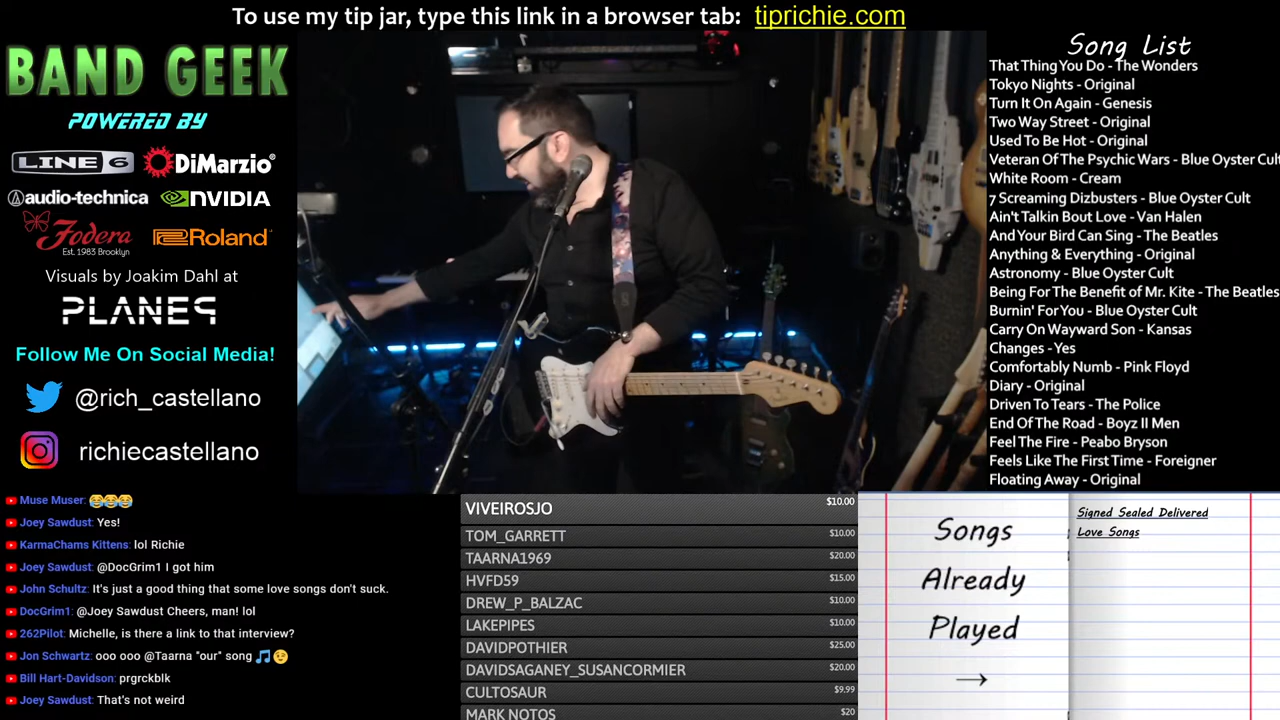 To use my tip jar, type this link in a browser tab: tiprichie.com
BAND GEEK
POWERED BY
LINE 6
DiMarzio
audio-technica
NVIDIA
Fodera
Est. 1983 Brooklyn
Roland
Visuals by Joakim Dahl at
PLANE9
Follow Me On Social Media!
@rich_castellano
richiecastellano
Muse Muser: 😂😂😂
Joey Sawdust: Yes!
KarmaChams Kittens: lol Richie
Joey Sawdust: @DocGrim1 I got him
John Schultz: It's just a good thing that some love songs don't suck.
DocGrim1: @Joey Sawdust Cheers, man! lol
262Pilot: Michelle, is there a link to that interview?
Jon Schwartz: ooo ooo @Taarna "our" song 🎵😉
Bill Hart-Davidson: prgrckblk
Joey Sawdust: That's not weird
VIVEIROSJO $10.00
TOM_GARRETT $10.00
TAARNA1969 $20.00
HVFD59 $15.00
DREW_P_BALZAC $10.00
LAKEPIPES $10.00
DAVIDPOTHIER $25.00
DAVIDSAGANEY_SUSANCORMIER $20.00
CULTOSAUR $9.99
MARK NOTOS $20
Song List
That Thing You Do - The Wonders
Tokyo Nights - Original
Turn It On Again - Genesis
Two Way Street - Original
Used To Be Hot - Original
Veteran Of The Psychic Wars - Blue Oyster Cult
White Room - Cream
7 Screaming Dizbusters - Blue Oyster Cult
Ain't Talkin Bout Love - Van Halen
And Your Bird Can Sing - The Beatles
Anything & Everything - Original
Astronomy - Blue Oyster Cult
Being For The Benefit of Mr. Kite - The Beatles
Burnin' For You - Blue Oyster Cult
Carry On Wayward Son - Kansas
Changes - Yes
Comfortably Numb - Pink Floyd
Diary - Original
Driven To Tears - The Police
End Of The Road - Boyz II Men
Feel The Fire - Peabo Bryson
Feels Like The First Time - Foreigner
Floating Away - Original
Songs
Already
Played
→
Signed Sealed Delivered
Love Songs